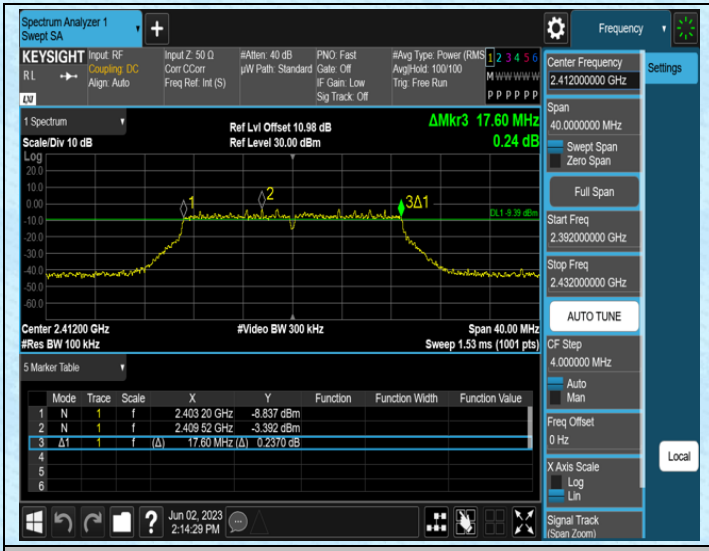 Spectrum Analyzer 1
Swept SA
Frequency
KEYSIGHT Input: RF Input Z: 50 Ω #Atten: 40 dB PNO: Fast #Avg Type: Power (RMS 1 2 3 4 5 6
RL Coupling: DC Corr CCorr µW Path: Standard Gate: Off Avg|Hold: 100/100 M W W W W W
Align: Auto Freq Ref: Int (S) IF Gain: Low Trig: Free Run
Sig Track: Off P P P P P P
LXI
1 Spectrum
Scale/Div 10 dB
Ref Lvl Offset 10.98 dB
Ref Level 30.00 dBm
ΔMkr3 17.60 MHz
0.24 dB
Log
20.0
10.0
0.00
-10.0
-20.0
-30.0
-40.0
-50.0
-60.0
1
2
3Δ1
DL1 -9.39 dBm
Center 2.41200 GHz #Video BW 300 kHz Span 40.00 MHz
#Res BW 100 kHz Sweep 1.53 ms (1001 pts)
5 Marker Table
Mode Trace Scale X Y Function Function Width Function Value
1 N 1 f 2.403 20 GHz -8.837 dBm
2 N 1 f 2.409 52 GHz -3.392 dBm
3 Δ1 1 f (Δ) 17.60 MHz (Δ) 0.2370 dB
4
5
6
Jun 02, 2023
2:14:29 PM
Center Frequency
2.412000000 GHz
Span
40.0000000 MHz
Swept Span
Zero Span
Full Span
Start Freq
2.392000000 GHz
Stop Freq
2.432000000 GHz
AUTO TUNE
CF Step
4.000000 MHz
Auto
Man
Freq Offset
0 Hz
X Axis Scale
Log
Lin
Signal Track
(Span Zoom)
Settings
Local